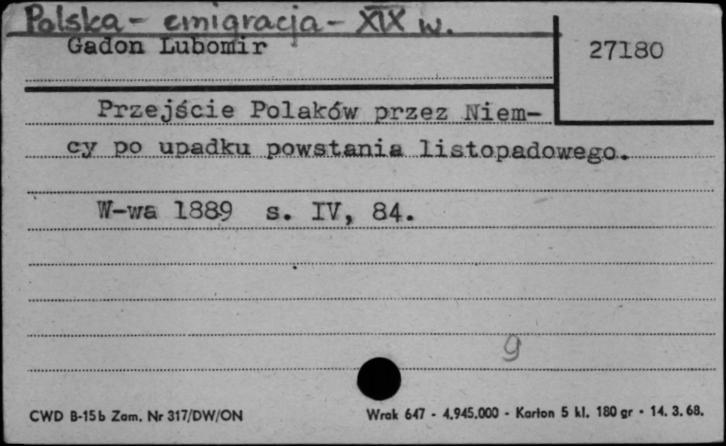 Polska - emigracja - XIX w.
Gadon Lubomir
27180
Przejście Polaków przez Niem-
cy po upadku powstania listopadowego.
W-wa 1889 s. IV, 84.
9
CWD B-15b Zam. Nr 317/DW/ON
Wrak 647 - 4.945.000 - Karton 5 kl. 180 gr - 14. 3. 68.